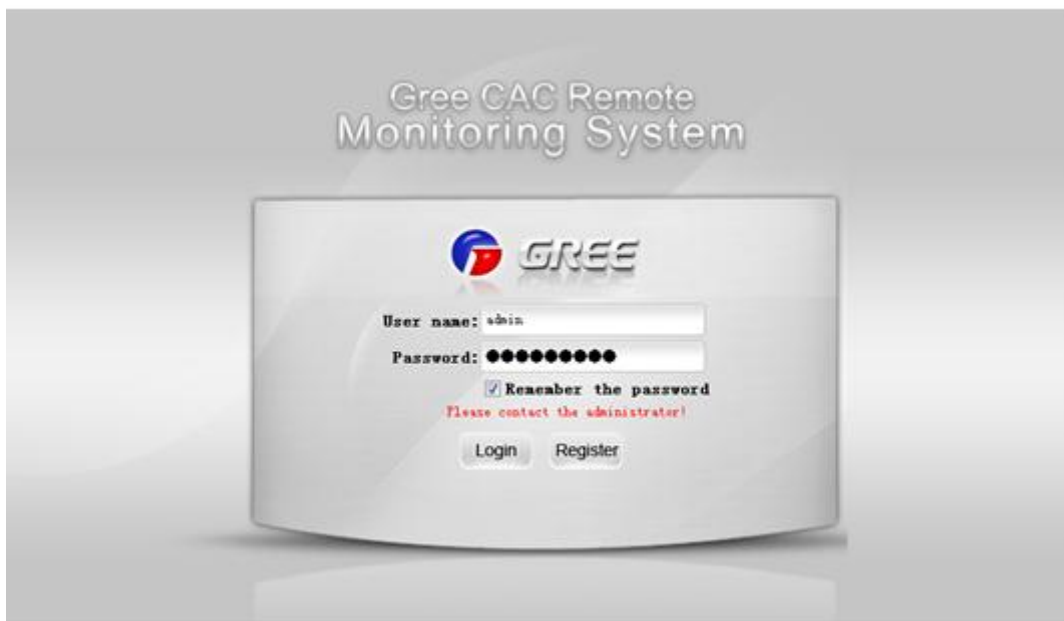 Gree CAC Remote
Monitoring System
GREE
User name: admin
Password: ●●●●●●●●●
Remember the password
Please contact the administrator!
Login Register